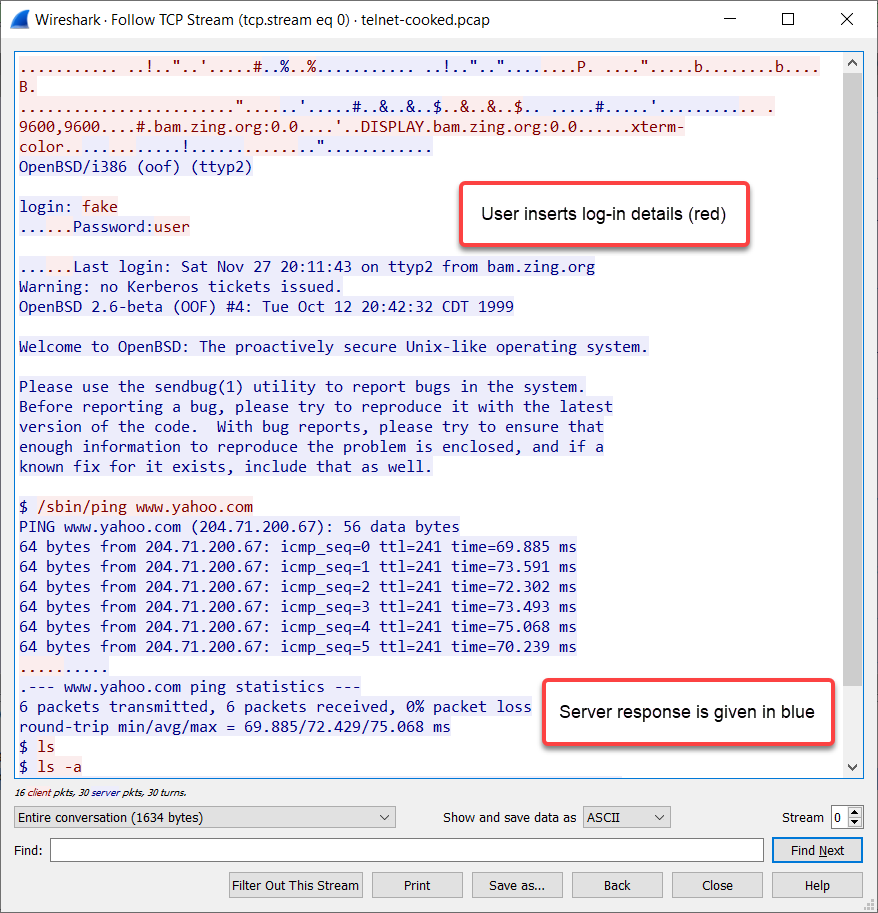 Wireshark · Follow TCP Stream (tcp.stream eq 0) · telnet-cooked.pcap
........... ..!.."..'.....#..%..%........... ..!..".."........P. ....".....b........b....
B.
........................"......'.....#..&..&..$..&..&..$.. .....#.....'........... .
9600,9600....#.bam.zing.org:0.0....'..DISPLAY.bam.zing.org:0.0......xterm-
color.............!.............."............
OpenBSD/i386 (oof) (ttyp2)
login: fake
......Password:user
User inserts log-in details (red)
......Last login: Sat Nov 27 20:11:43 on ttyp2 from bam.zing.org
Warning: no Kerberos tickets issued.
OpenBSD 2.6-beta (OOF) #4: Tue Oct 12 20:42:32 CDT 1999
Welcome to OpenBSD: The proactively secure Unix-like operating system.
Please use the sendbug(1) utility to report bugs in the system.
Before reporting a bug, please try to reproduce it with the latest
version of the code.  With bug reports, please try to ensure that
enough information to reproduce the problem is enclosed, and if a
known fix for it exists, include that as well.
$ /sbin/ping www.yahoo.com
PING www.yahoo.com (204.71.200.67): 56 data bytes
64 bytes from 204.71.200.67: icmp_seq=0 ttl=241 time=69.885 ms
64 bytes from 204.71.200.67: icmp_seq=1 ttl=241 time=73.591 ms
64 bytes from 204.71.200.67: icmp_seq=2 ttl=241 time=72.302 ms
64 bytes from 204.71.200.67: icmp_seq=3 ttl=241 time=73.493 ms
64 bytes from 204.71.200.67: icmp_seq=4 ttl=241 time=75.068 ms
64 bytes from 204.71.200.67: icmp_seq=5 ttl=241 time=70.239 ms
..........
.--- www.yahoo.com ping statistics ---
6 packets transmitted, 6 packets received, 0% packet loss
round-trip min/avg/max = 69.885/72.429/75.068 ms
Server response is given in blue
$ ls
$ ls -a
16 client pkts, 30 server pkts, 30 turns.
Entire conversation (1634 bytes) Show and save data as ASCII Stream 0
Find: Find Next
Filter Out This Stream Print Save as... Back Close Help